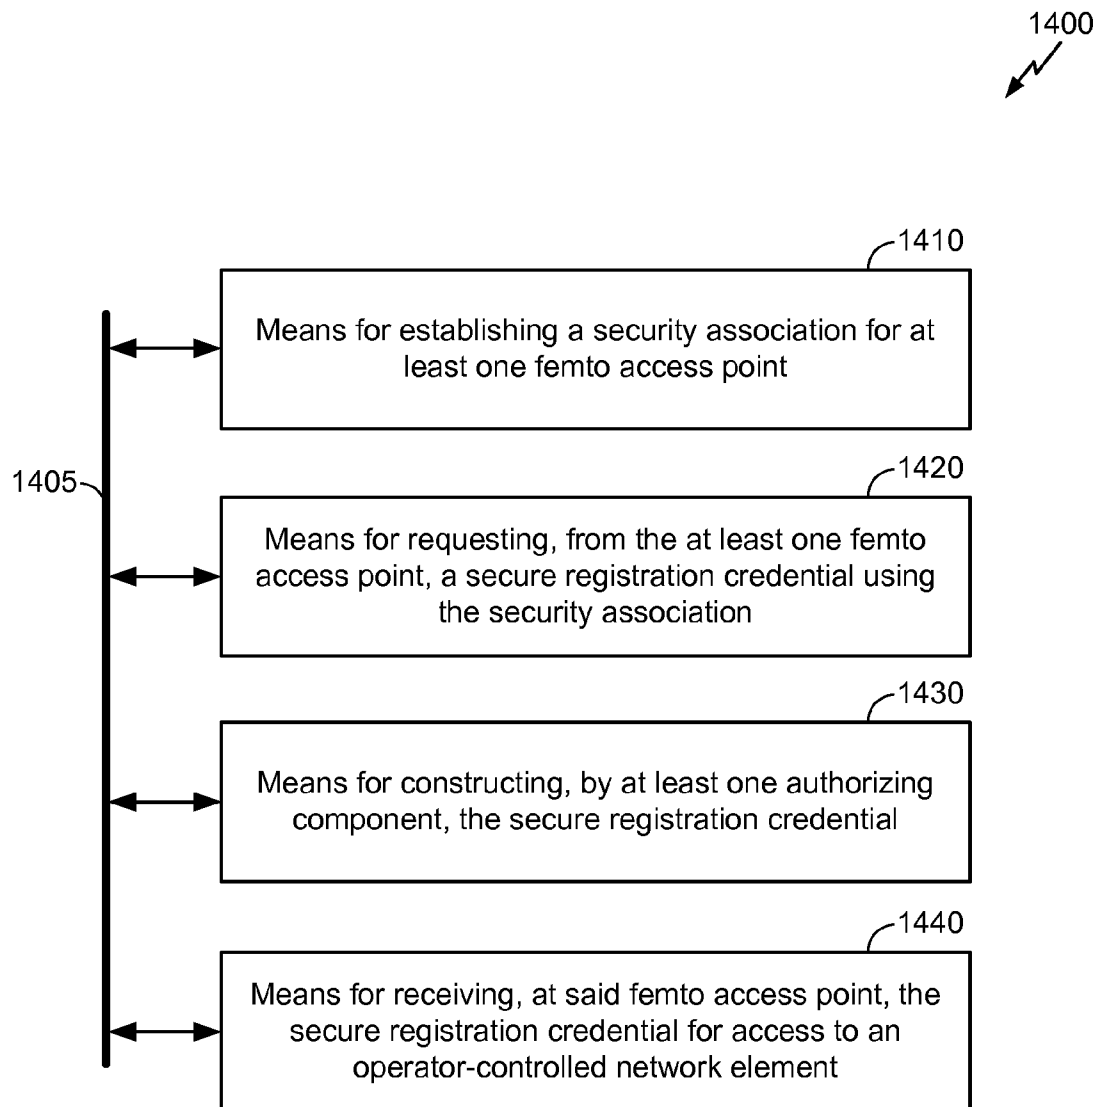 1400
1410
Means for establishing a security association for at
least one femto access point
1405
1420
Means for requesting, from the at least one femto
access point, a secure registration credential using
the security association
1430
Means for constructing, by at least one authorizing
component, the secure registration credential
1440
Means for receiving, at said femto access point, the
secure registration credential for access to an
operator-controlled network element